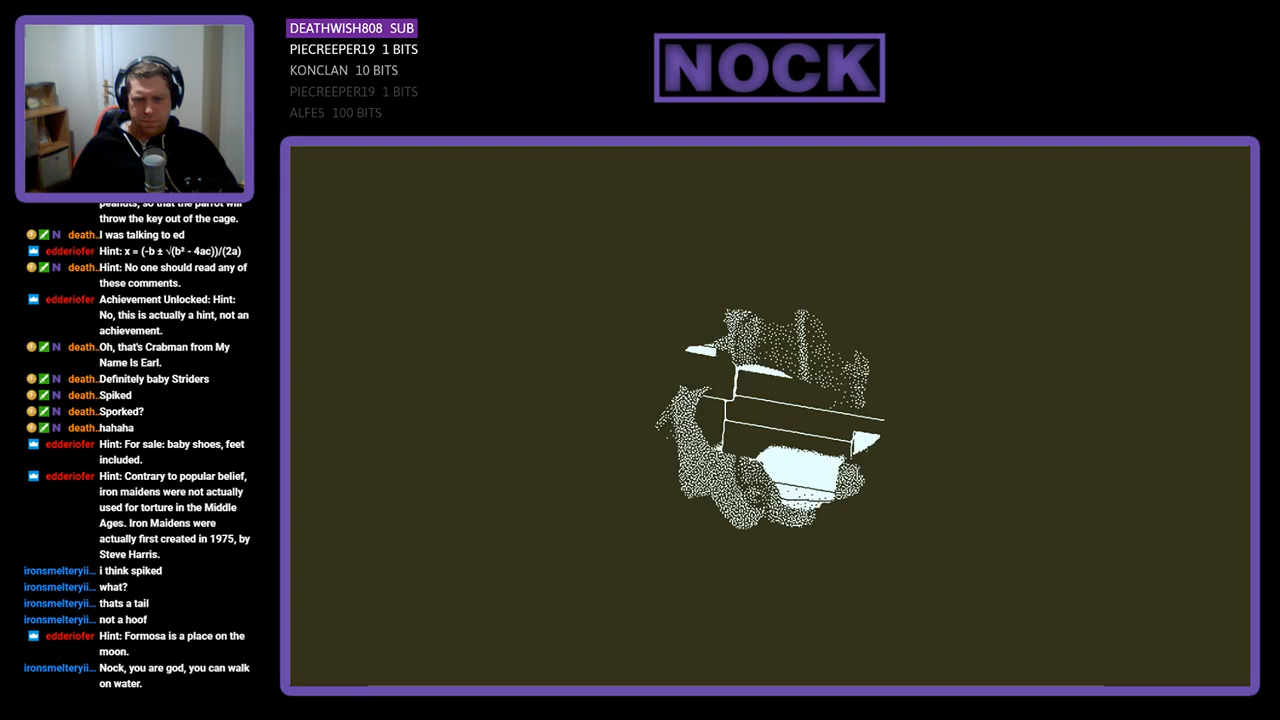 DEATHWISH808 SUB
PIECREEPER19 1 BITS
KONCLAN 10 BITS
PIECREEPER19 1 BITS
ALFE5 100 BITS
NOCK
peanuts, so that the parrot will
throw the key out of the cage.
death.. I was talking to ed
edderiofer Hint: x = (-b ± √(b² - 4ac))/(2a)
death.. Hint: No one should read any of
these comments.
edderiofer Achievement Unlocked: Hint:
No, this is actually a hint, not an
achievement.
death.. Oh, that's Crabman from My
Name Is Earl.
death.. Definitely baby Striders
death.. Spiked
death.. Sporked?
death.. hahaha
edderiofer Hint: For sale: baby shoes, feet
included.
edderiofer Hint: Contrary to popular belief,
iron maidens were not actually
used for torture in the Middle
Ages. Iron Maidens were
actually first created in 1975, by
Steve Harris.
ironsmelteryii... i think spiked
ironsmelteryii... what?
ironsmelteryii... thats a tail
ironsmelteryii... not a hoof
edderiofer Hint: Formosa is a place on the
moon.
ironsmelteryii... Nock, you are god, you can walk
on water.